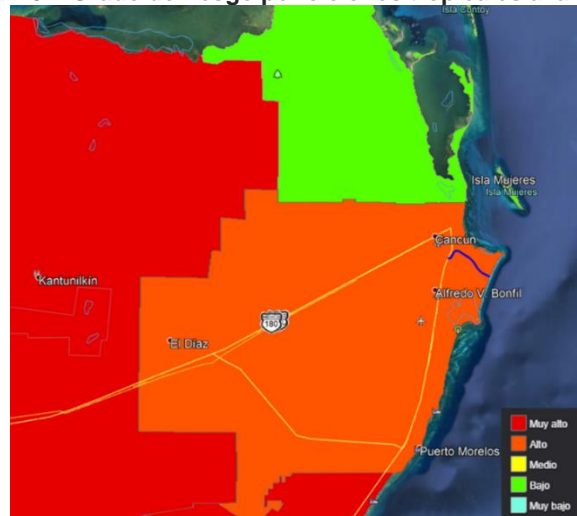 Isla Contoy
Isla Mujeres
Isla Mujeres
Cancún
Kantunilkín
Alfredo V. Bonfil
180
El Díaz
Puerto Morelos
Muy alto
Alto
Medio
Bajo
Muy bajo